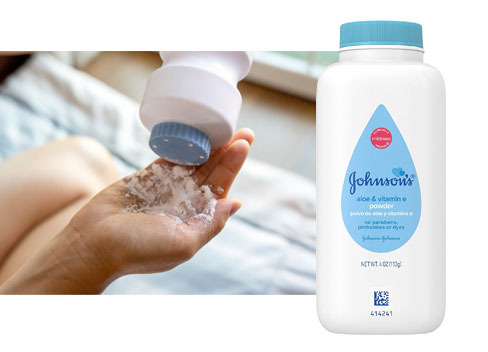 mildness
Johnson's
aloe & vitamin e
powder
polvo de aloe y vitamina e
no parabens,
phthalates or dyes
Johnson & Johnson
NET WT. 4 OZ (113g)
414241